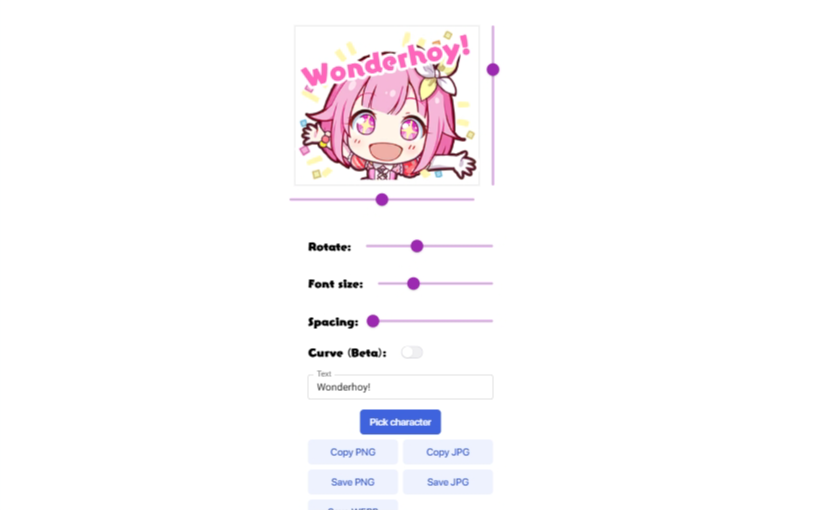 Wonderhoy!
Rotate:
Font size:
Spacing:
Curve (Beta):
Text
Wonderhoy!
Pick character
Copy PNG
Copy JPG
Save PNG
Save JPG